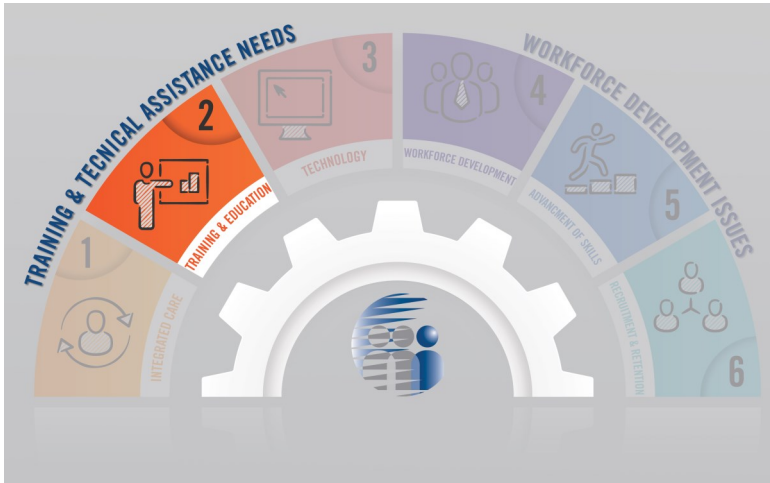 TRAINING & TECNICAL ASSISTANCE NEEDS
WORKFORCE DEVELOPMENT ISSUES
1
INTEGRATED CARE
2
TRAINING & EDUCATION
3
TECHNOLOGY
4
WORKFORCE DEVELOPMENT
5
ADVANCMENT OF SKILLS
6
RECRUITMENT & RETENTION